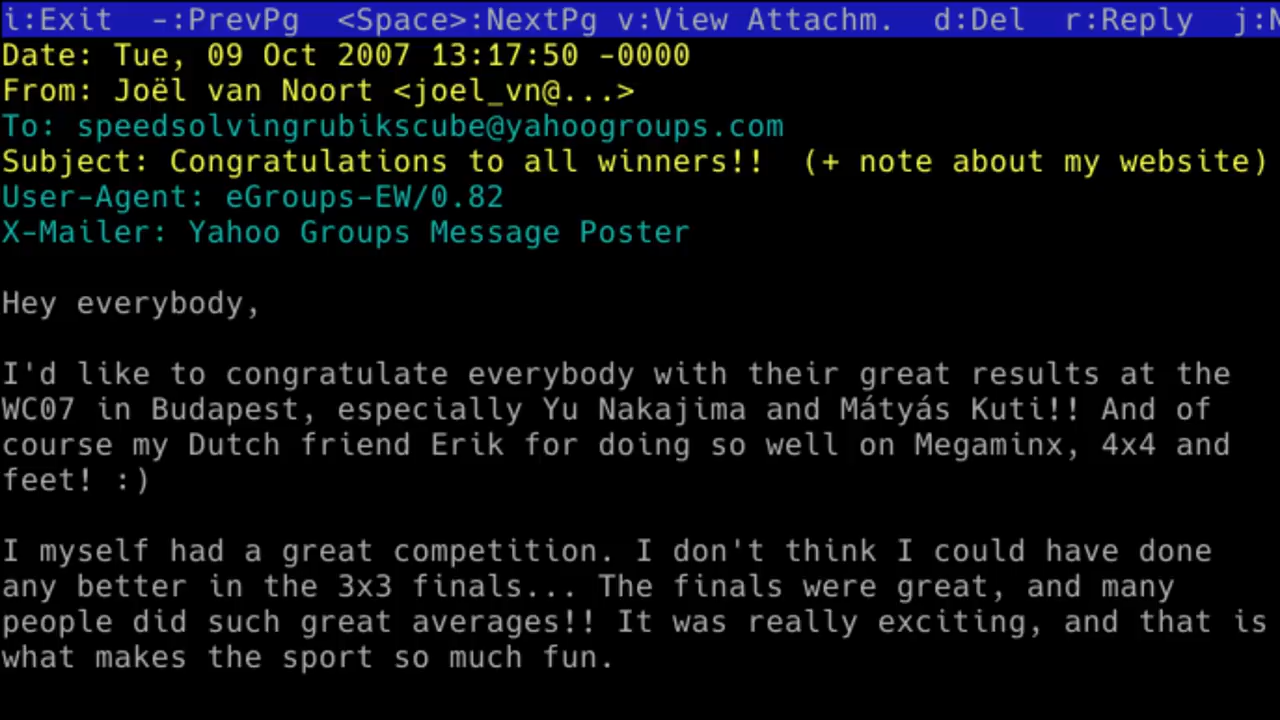 i:Exit  -:PrevPg  <Space>:NextPg v:View Attachm.  d:Del  r:Reply  j:N
Date: Tue, 09 Oct 2007 13:17:50 -0000
From: Joël van Noort <joel_vn@...>
To: speedsolvingrubikscube@yahoogroups.com
Subject: Congratulations to all winners!!  (+ note about my website)
User-Agent: eGroups-EW/0.82
X-Mailer: Yahoo Groups Message Poster
Hey everybody,
I'd like to congratulate everybody with their great results at the
WC07 in Budapest, especially Yu Nakajima and Mátyás Kuti!! And of
course my Dutch friend Erik for doing so well on Megaminx, 4x4 and
feet! :)
I myself had a great competition. I don't think I could have done
any better in the 3x3 finals... The finals were great, and many
people did such great averages!! It was really exciting, and that is
what makes the sport so much fun.